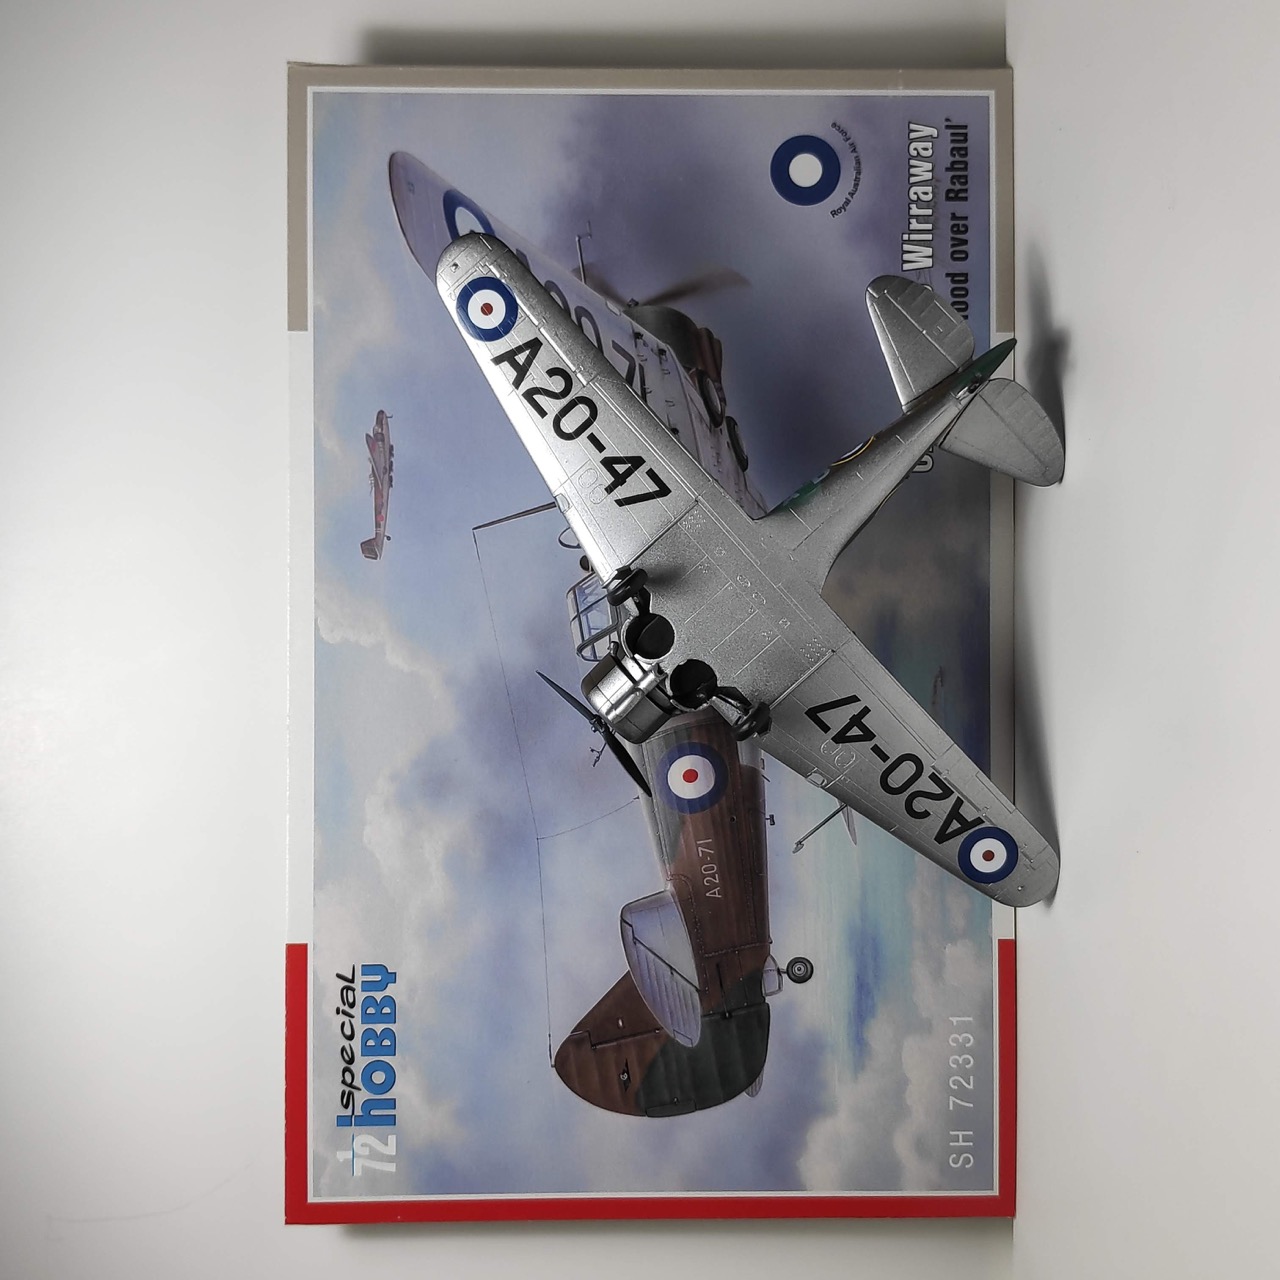 1
72
special
hobby
A20-71
A20-47
A20-47
Royal Australian Air Force
Wirraway
over Rabaul'
SH 72331